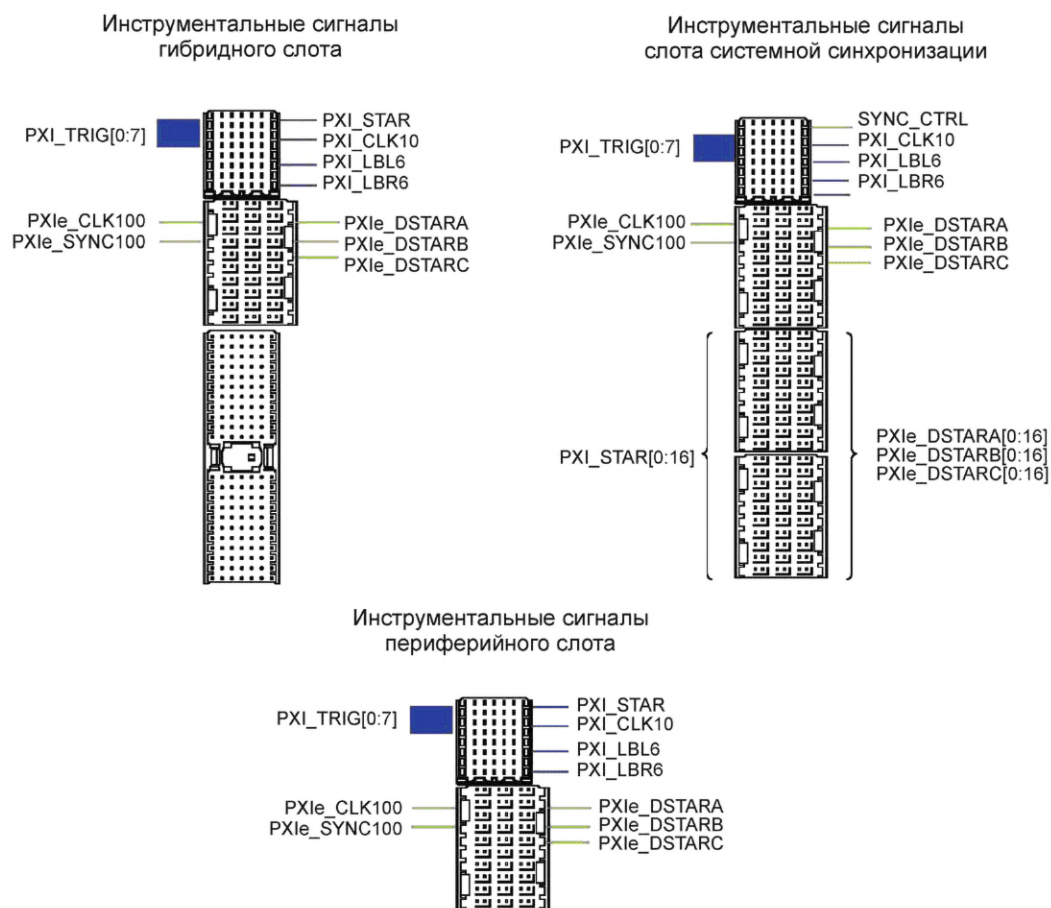 Инструментальные сигналы
гибридного слота
PXI_TRIG[0:7]
PXI_STAR
PXI_CLK10
PXI_LBL6
PXI_LBR6
PXIe_CLK100
PXIe_SYNC100
PXIe_DSTARA
PXIe_DSTARB
PXIe_DSTARC
Инструментальные сигналы
слота системной синхронизации
PXI_TRIG[0:7]
SYNC_CTRL
PXI_CLK10
PXI_LBL6
PXI_LBR6
PXIe_CLK100
PXIe_SYNC100
PXIe_DSTARA
PXIe_DSTARB
PXIe_DSTARC
PXI_STAR[0:16]
PXIe_DSTARA[0:16]
PXIe_DSTARB[0:16]
PXIe_DSTARC[0:16]
Инструментальные сигналы
периферийного слота
PXI_TRIG[0:7]
PXI_STAR
PXI_CLK10
PXI_LBL6
PXI_LBR6
PXIe_CLK100
PXIe_SYNC100
PXIe_DSTARA
PXIe_DSTARB
PXIe_DSTARC